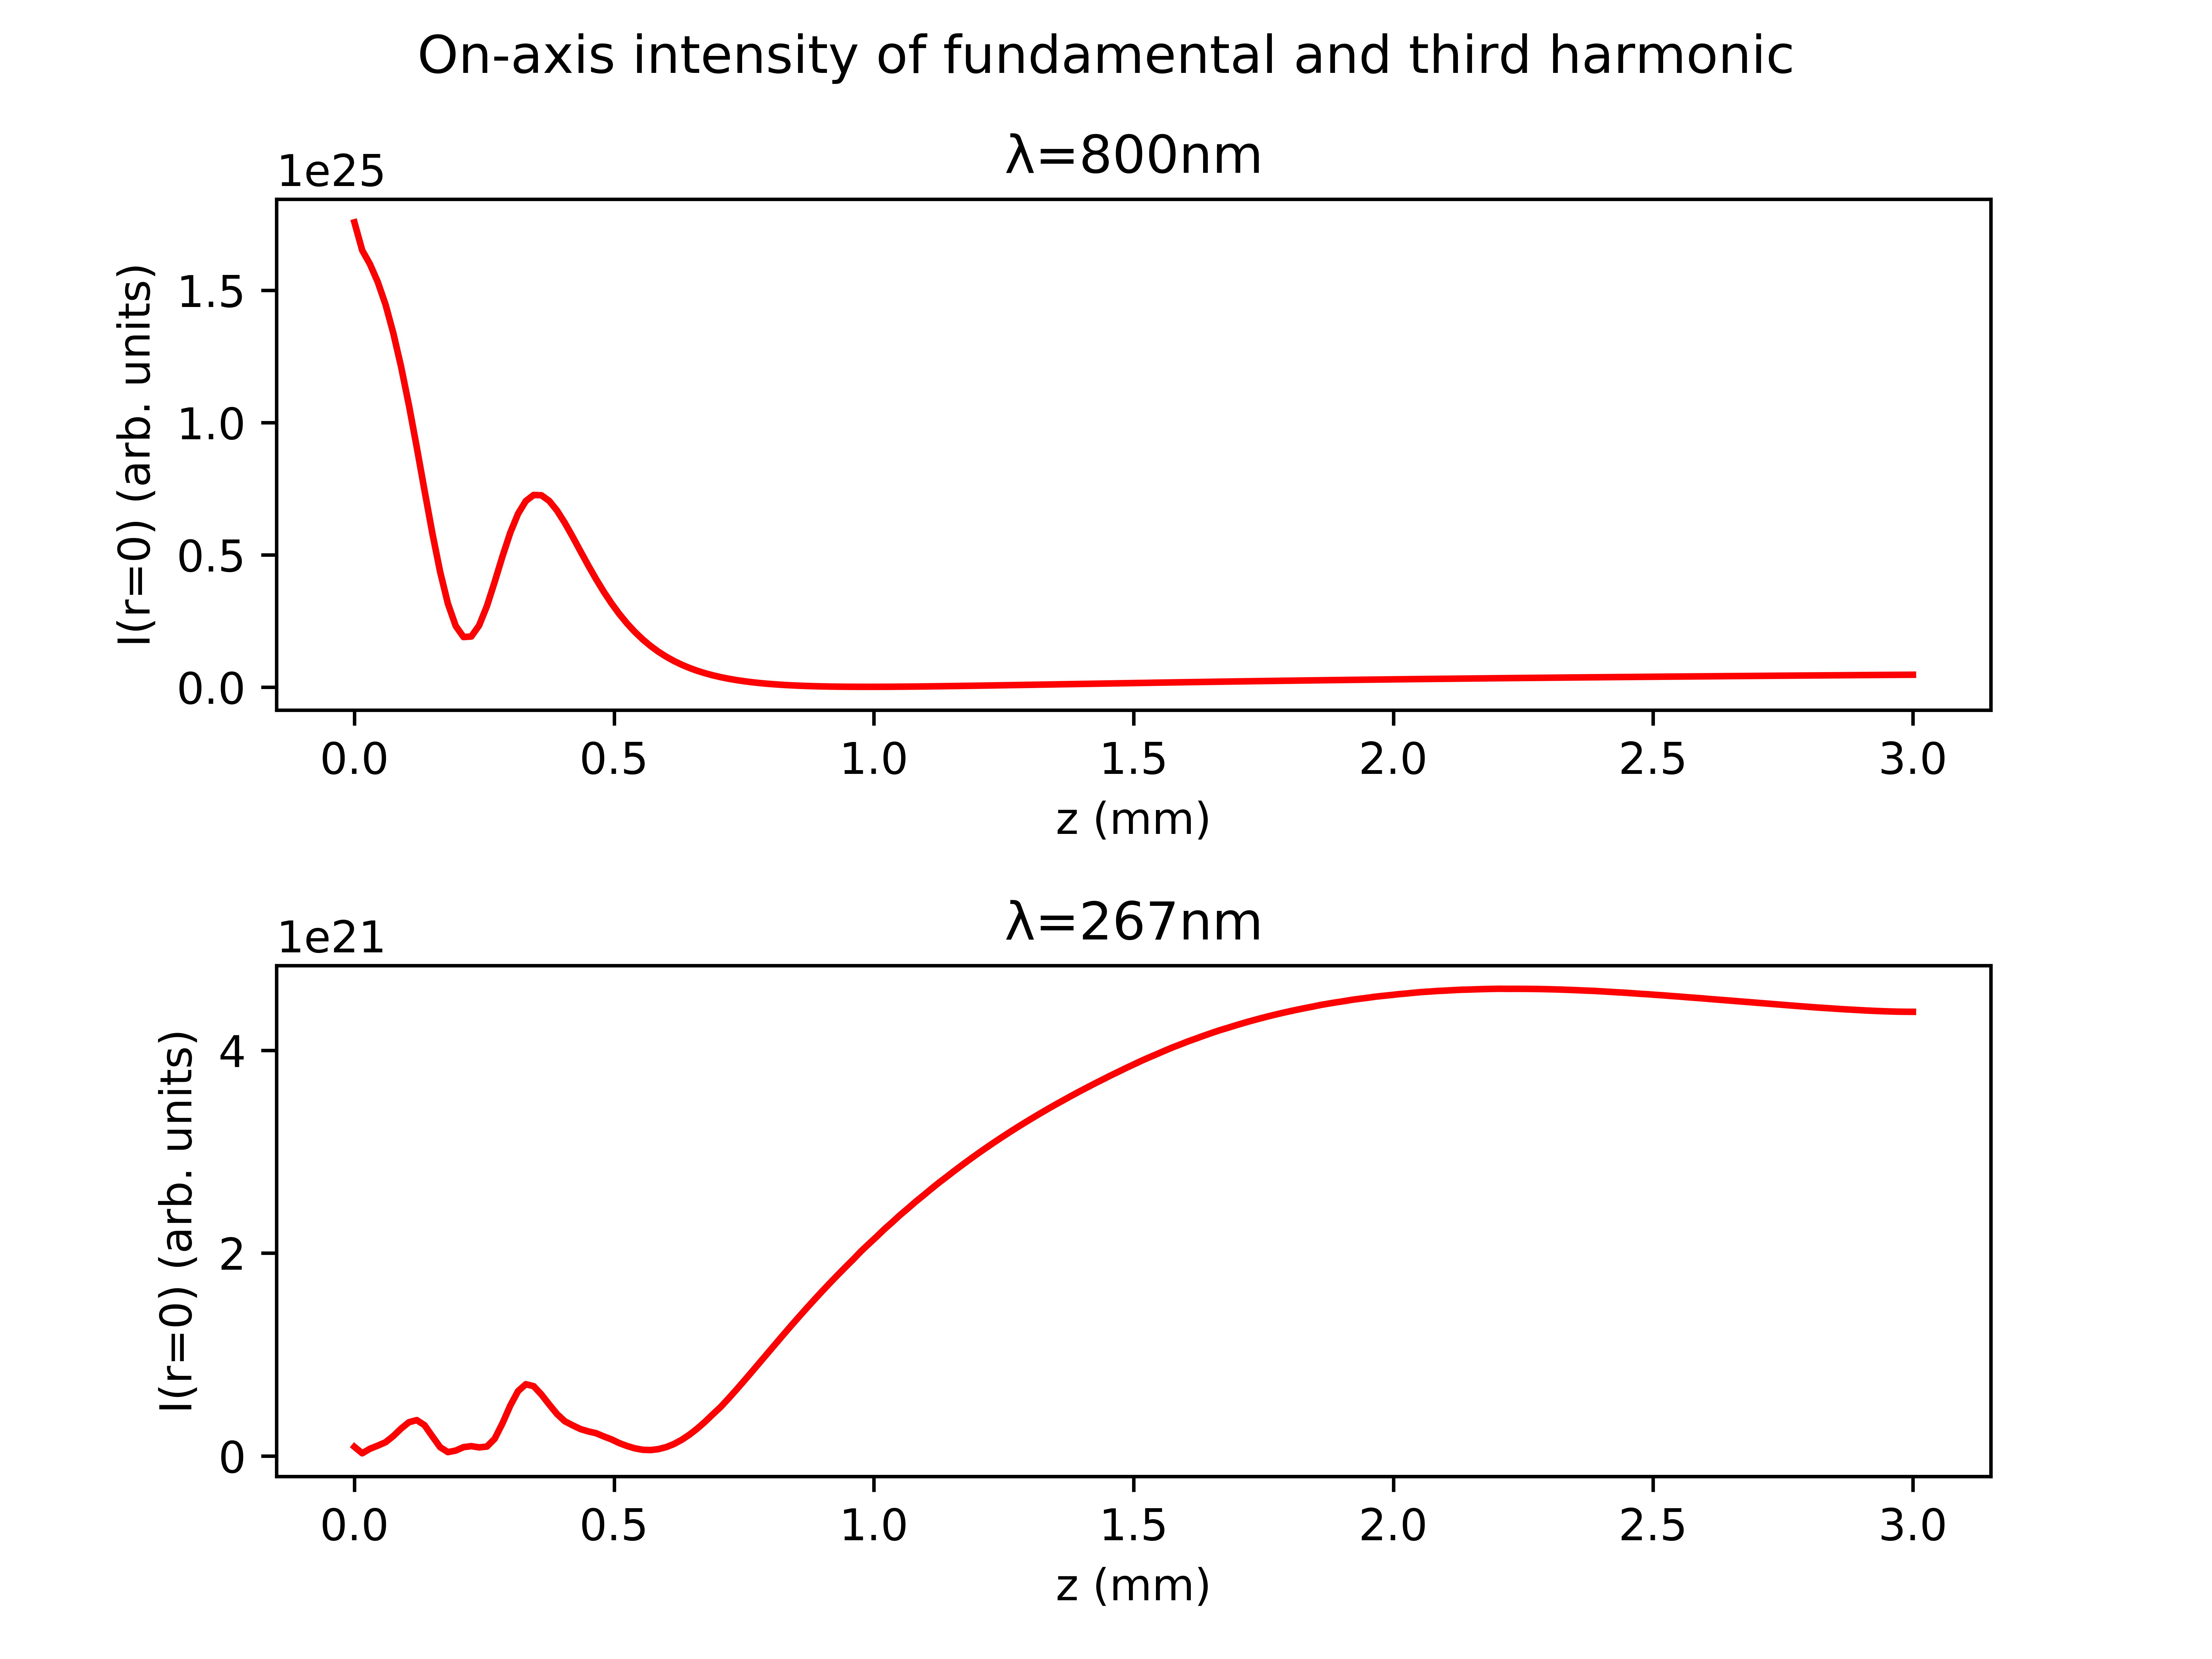 On-axis intensity of fundamental and third harmonic
λ=800nm
1e25
I(r=0) (arb. units)
1.5
1.0
0.5
0.0
0.0 0.5 1.0 1.5 2.0 2.5 3.0
z (mm)
λ=267nm
1e21
I(r=0) (arb. units)
4
2
0
0.0 0.5 1.0 1.5 2.0 2.5 3.0
z (mm)